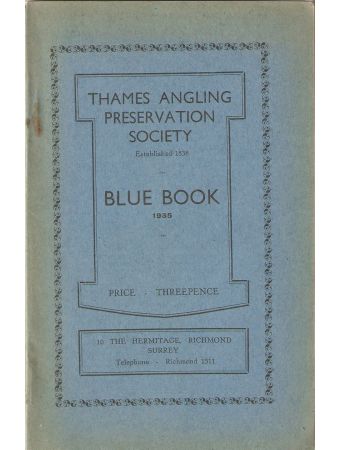 THAMES ANGLING
PRESERVATION
SOCIETY
Established 1838
BLUE BOOK
1935
PRICE - THREEPENCE
10 THE HERMITAGE, RICHMOND
SURREY
Telephone - Richmond 1511